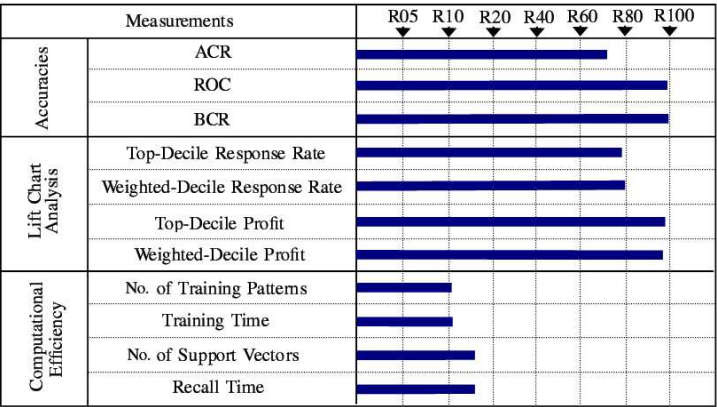 Measurements R05 R10 R20 R40 R60 R80 R100
Accuracies
ACR
ROC
BCR
Lift Chart
Analysis
Top-Decile Response Rate
Weighted-Decile Response Rate
Top-Decile Profit
Weighted-Decile Profit
Computational
Efficiency
No. of Training Patterns
Training Time
No. of Support Vectors
Recall Time